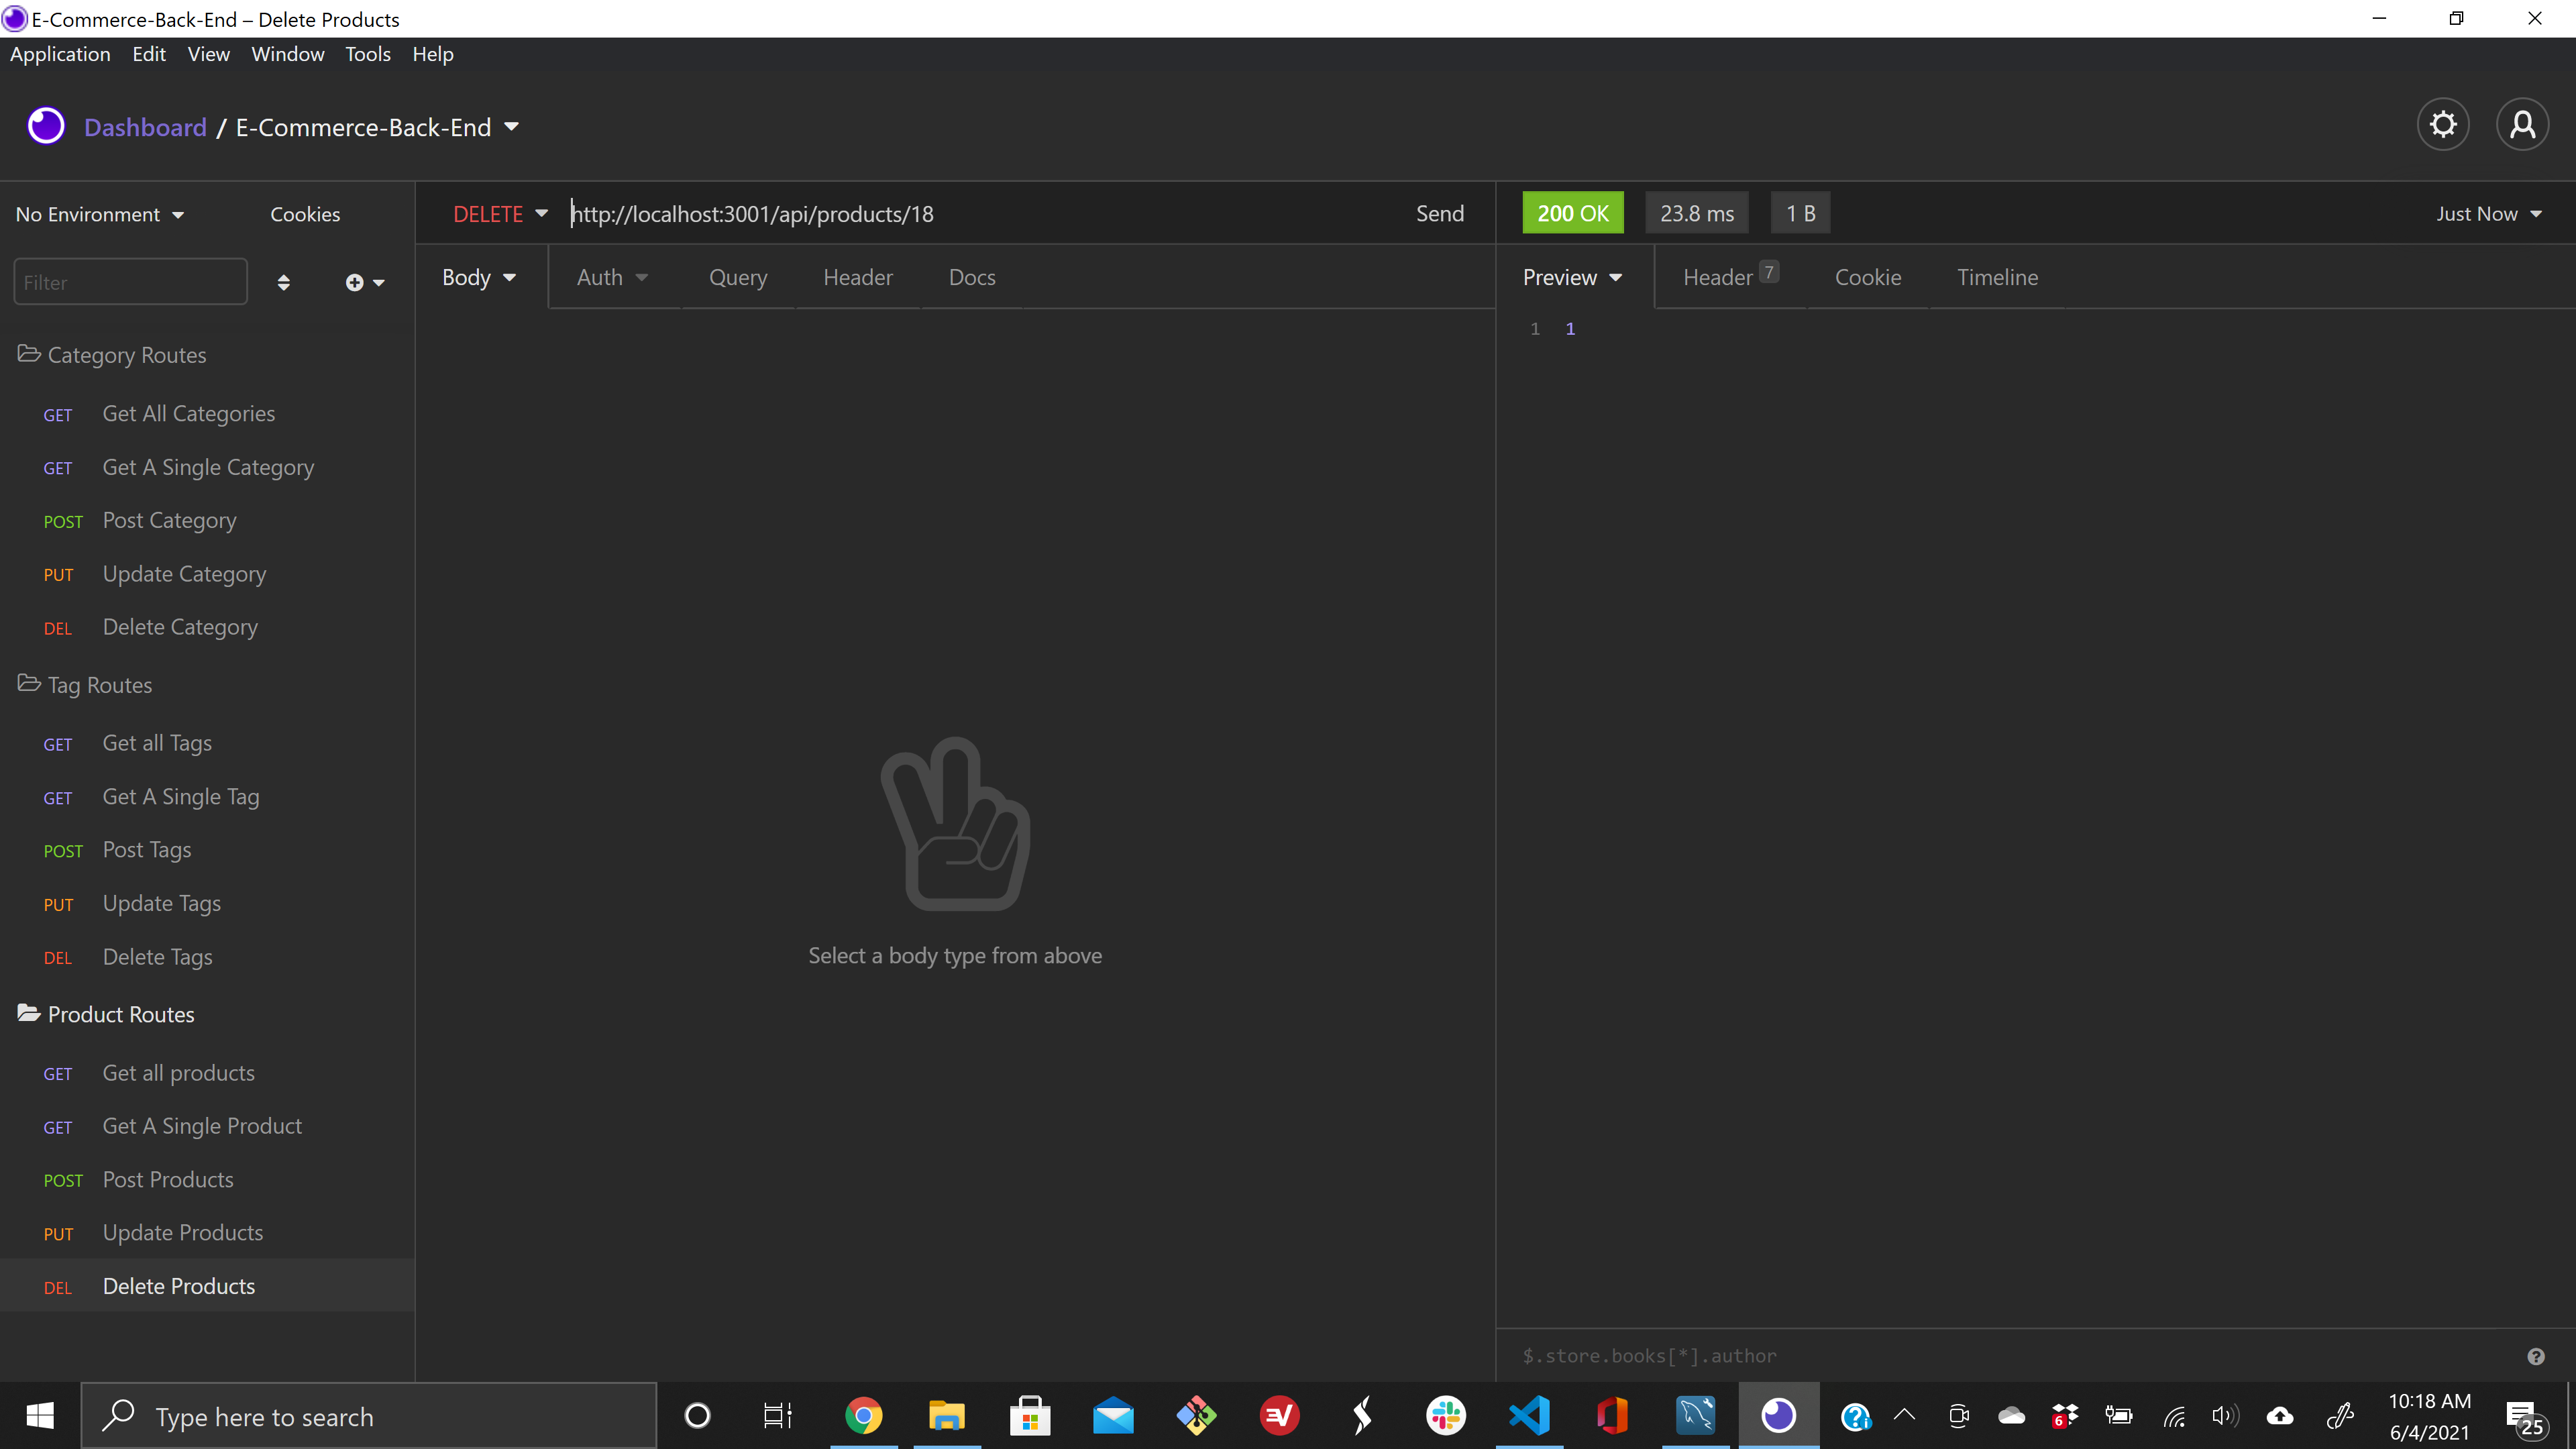 E-Commerce-Back-End – Delete Products
Application Edit View Window Tools Help
Dashboard / E-Commerce-Back-End
No Environment Cookies
DELETE http://localhost:3001/api/products/18 Send
200 OK 23.8 ms 1 B Just Now
Filter
Body Auth Query Header Docs
Preview Header 7 Cookie Timeline
1 1
Category Routes
GET Get All Categories
GET Get A Single Category
POST Post Category
PUT Update Category
DEL Delete Category
Tag Routes
GET Get all Tags
GET Get A Single Tag
POST Post Tags
PUT Update Tags
DEL Delete Tags
Product Routes
GET Get all products
GET Get A Single Product
POST Post Products
PUT Update Products
DEL Delete Products
Select a body type from above
$.store.books[*].author
Type here to search
6
10:18 AM
6/4/2021
25